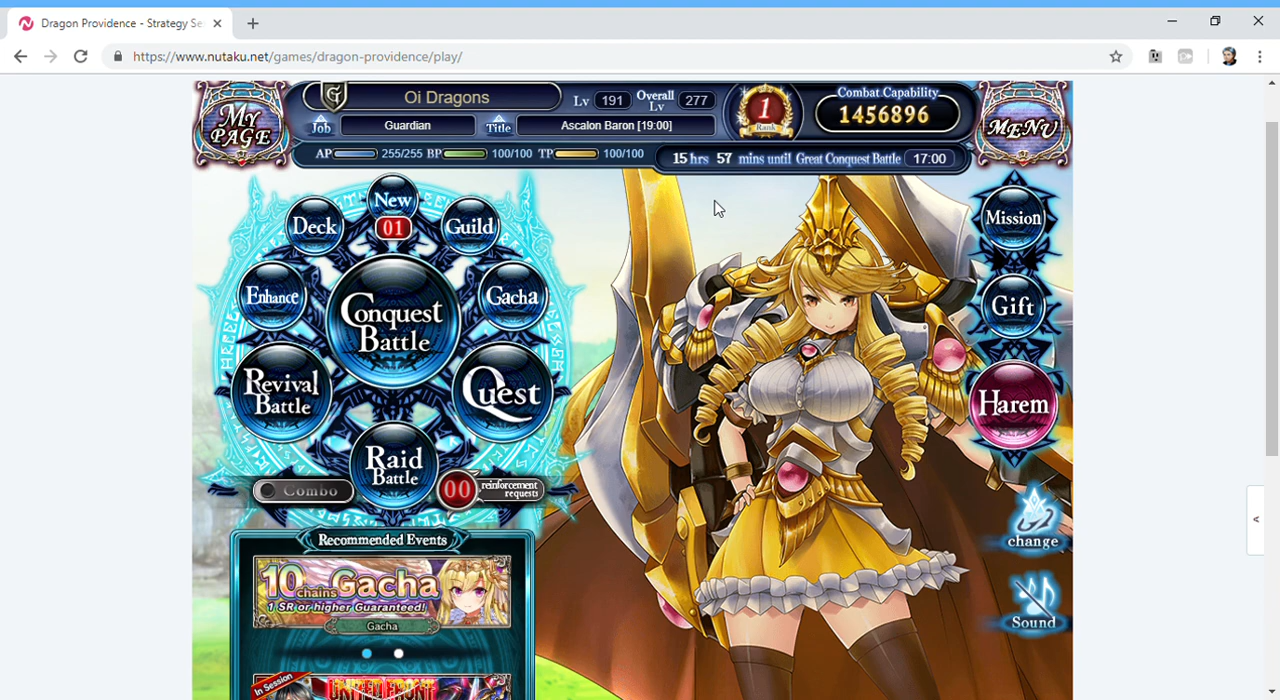 Dragon Providence - Strategy Se
https://www.nutaku.net/games/dragon-providence/play/
My PAGE
G
Oi Dragons
Lv 191 Overall Lv 277
1 Rank
Combat Capability
1456896
MENU
Job Guardian Title Ascalon Baron [19:00]
AP 255/255 BP 100/100 TP 100/100
15 hrs 57 mins until Great Conquest Battle 17:00
New
01
Deck
Guild
Mission
Enhance
Gacha
Conquest
Battle
Gift
Revival
Battle
Quest
Harem
Raid
Battle
Combo
00 reinforcement
requests
change
Recommended Events
10 chains Gacha
1 SR or higher Guaranteed!
Gacha
Sound
In Session